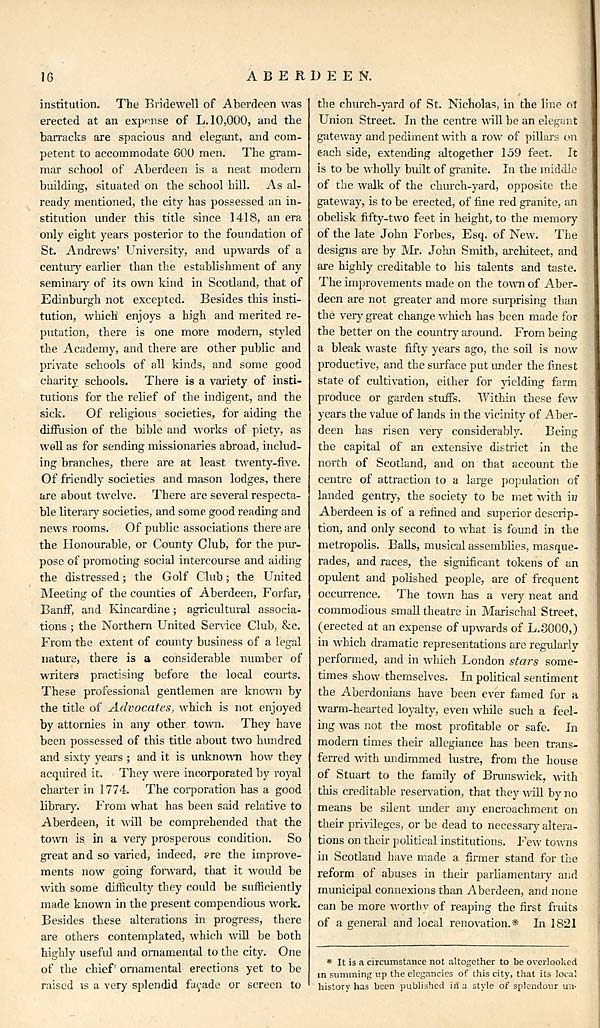 16
ABERDEEN.
institution. The Bridewell of Aberdeen was
erected at an expense of L.10,000, and the
barracks are spacious and elegant, and com-
petent to accommodate 600 men. The gram-
mar school of Aberdeen is a neat modern
building, situated on the school hill. As al-
ready mentioned, the city has possessed an in-
stitution under this title since 1418, an era
only eight years posterior to the foundation of
St. Andrews' University, and upwards of a
century earlier than the establishment of any
seminary of its own kind in Scotland, that of
Edinburgh not excepted. Besides this insti-
tution, which enjoys a high and merited re-
putation, there is one more modern, styled
the Academy, and there are other public and
private schools of all kinds, and some good
charity schools. There is a variety of insti-
tutions for the relief of the indigent, and the
sick. Of religious societies, for aiding the
diffusion of the bible and works of piety, as
well as for sending missionaries abroad, includ-
ing branches, there are at least twenty-five.
Of friendly societies and mason lodges, there
are about twelve. There are several respecta-
ble literary societies, and some good reading and
news rooms. Of public associations there are
the Honourable, or County Club, for the pur-
pose of promoting social intercourse and aiding
the distressed; the Golf Club; the United
Meeting of the counties of Aberdeen, Forfar,
Banff, and Kincardine; agricultural associa-
tions; the Northern United Service Club, &c.
From the extent of county business of a legal
nature, there is a considerable number of
writers practising before the local courts.
These professional gentlemen are known by
the title of Advocates, which is not enjoyed
by attornies in any other town. They have
been possessed of this title about two hundred
and sixty years; and it is unknown how they
acquired it. They were incorporated by royal
charter in 1774. The corporation has a good
library. From what has been said relative to
Aberdeen, it will be comprehended that the
town is in a very prosperous condition. So
great and so varied, indeed, are the improve-
ments now going forward, that it would be
with some difficulty they could be sufficiently
made known in the present compendious work.
Besides these alterations in progress, there
are others contemplated, which will be both
highly useful and ornamental to the city. One
of the chief ornamental erections yet to be
raised is a very splendid façade or screen to
the church-yard of St. Nicholas, in the line of
Union Street. In the centre will be an elegant
gateway and pediment with a row of pillars on
each side, extending altogether 159 feet. It
is to be wholly built of granite. In the middle
of the walk of the church-yard, opposite the
gateway, is to be erected, of fine red granite, an
obelisk fifty-two feet in height, to the memory
of the late John Forbes, Esq. of New. The
designs are by Mr. John Smith, architect, and
are highly creditable to his talents and taste.
The improvements made on the town of Aber-
deen are not greater and more surprising than
the very great change which has been made for
the better on the country around. From being
a bleak waste fifty years ago, the soil is now
productive, and the surface put under the finest
state of cultivation, either for yielding farm
produce or garden stuffs. Within these few
years the value of lands in the vicinity of Aber-
deen has risen very considerably. Being
the capital of an extensive district in the
north of Scotland, and on that account the
centre of attraction to a large population of
landed gentry, the society to be met with in
Aberdeen is of a refined and superior descrip-
tion, and only second to what is found in the
metropolis. Balls, musical assemblies, masque-
rades, and races, the significant tokens of an
opulent and polished people, are of frequent
occurrence. The town has a very neat and
commodious small theatre in Marischal Street,
(erected at an expense of upwards of L.3000,)
in which dramatic representations are regularly
performed, and in which London stars some-
times show themselves. In political sentiment
the Aberdonians have been ever famed for a
warm-hearted loyalty, even while such a feel-
ing was not the most profitable or safe. In
modern times their allegiance has been trans-
ferred with undimmed lustre, from the house
of Stuart to the family of Brunswick, with
this creditable reservation, that they will by no
means be silent under any encroachment on
their privileges, or be dead to necessary altera-
tions on their political institutions. Few towns
in Scotland have made a firmer stand for the
reform of abuses in their parliamentary and
municipal connexions than Aberdeen, and none
can be more worthy of reaping the first fruits
of a general and local renovation.* In 1821
* It is a circumstance not altogether to be overlooked
in summing up the elegancies of this city, that its local
history has been published in a style of splendour un-